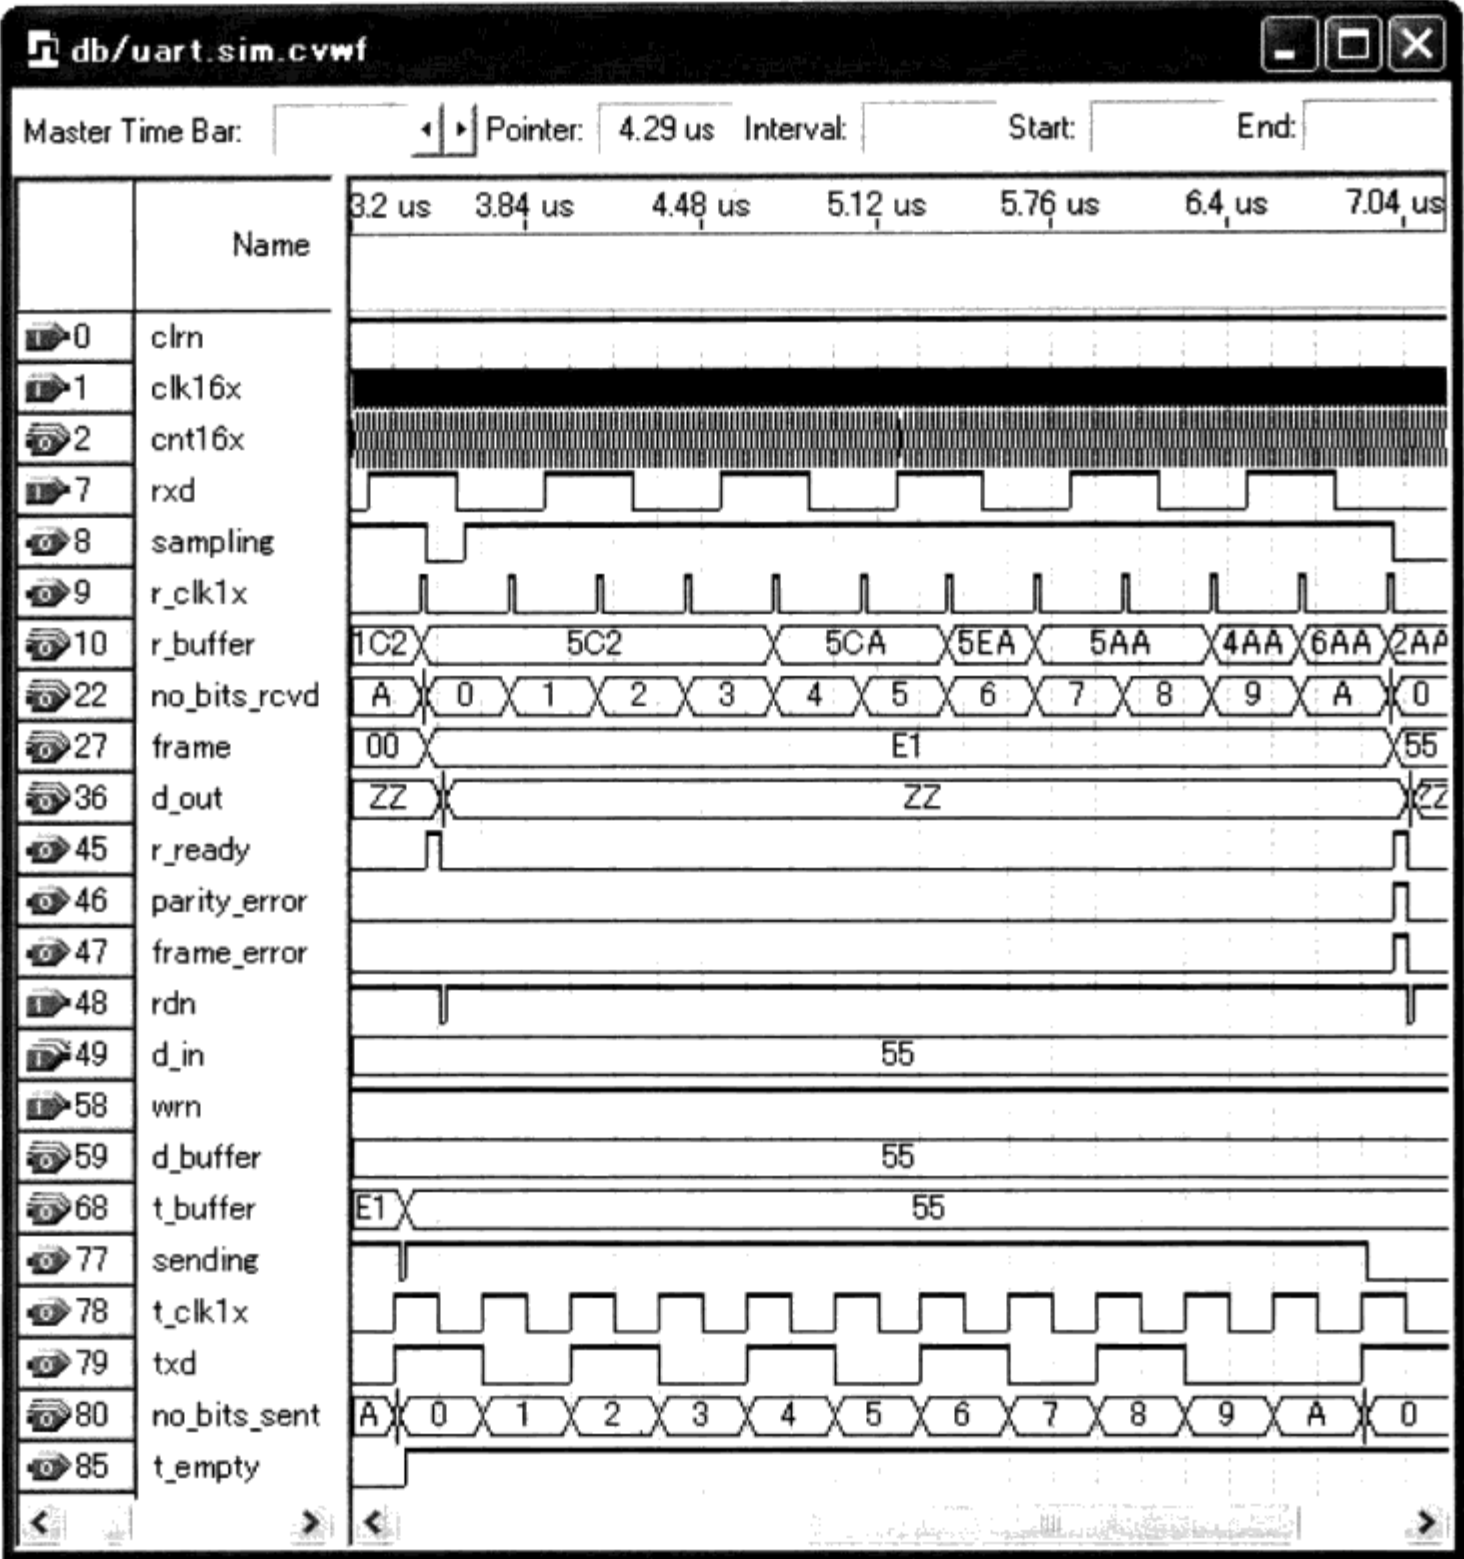 db/uart.sim.cvwf
Master Time Bar: Pointer: 4.29 us Interval: Start: End:
Name 3.2 us 3.84 us 4.48 us 5.12 us 5.76 us 6.4 us 7.04 us
0 clrn
1 clk16x
2 cnt16x
7 rxd
8 sampling
9 r_clk1x
10 r_buffer 1C2 5C2 5CA 5EA 5AA 4AA 6AA 2AA
22 no_bits_rcvd A 0 1 2 3 4 5 6 7 8 9 A 0
27 frame 00 E1 55
36 d_out ZZ ZZ ZZ
45 r_ready
46 parity_error
47 frame_error
48 rdn
49 d_in 55
58 wrn
59 d_buffer 55
68 t_buffer E1 55
77 sending
78 t_clk1x
79 txd
80 no_bits_sent A 0 1 2 3 4 5 6 7 8 9 A 0
85 t_empty